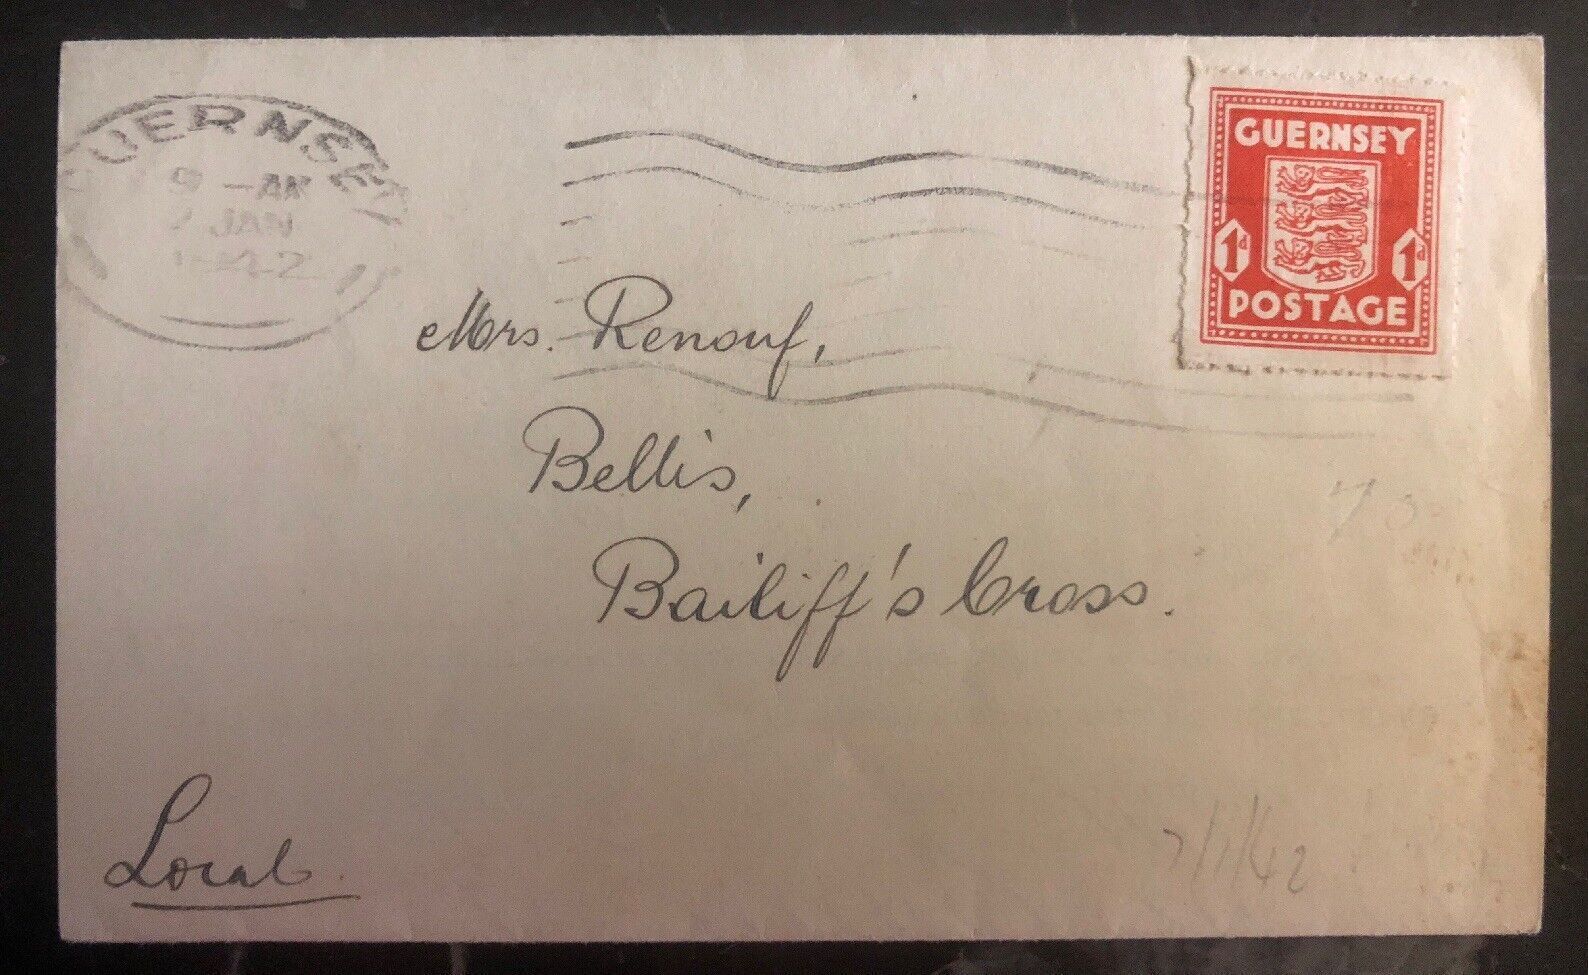 GUERNSEY
9 - AM
7 JAN
1942
GUERNSEY
1d 1d
POSTAGE
Mrs. Renouf,
Bellis,
Bailiff's Cross.
70
Local.
7/1/42